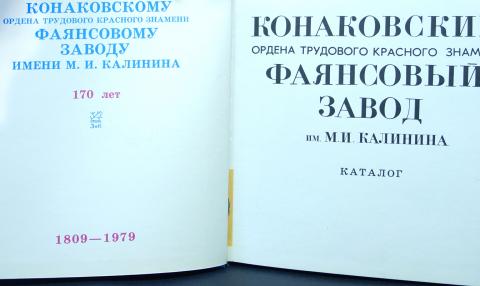 КОНАКОВСКОМУ
ОРДЕНА ТРУДОВОГО КРАСНОГО ЗНАМЕНИ
ФАЯНСОВОМУ
ЗАВОДУ
ИМЕНИ М. И. КАЛИНИНА
170 лет
1809—1979
КОНАКОВСКИЙ
ОРДЕНА ТРУДОВОГО КРАСНОГО ЗНАМ
ФАЯНСОВЫЙ
ЗАВОД
ИМ. М.И. КАЛИНИНА
КАТАЛОГ